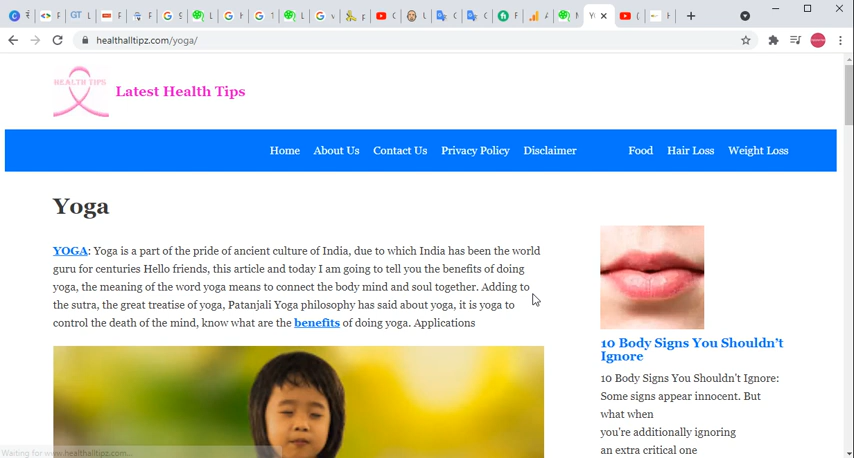 healthalltipz.com/yoga/
HEALTH TIPS
Latest Health Tips
Home About Us Contact Us Privacy Policy Disclaimer Food Hair Loss Weight Loss
Yoga
YOGA: Yoga is a part of the pride of ancient culture of India, due to which India has been the world
guru for centuries Hello friends, this article and today I am going to tell you the benefits of doing
yoga, the meaning of the word yoga means to connect the body mind and soul together. Adding to
the sutra, the great treatise of yoga, Patanjali Yoga philosophy has said about yoga, it is yoga to
control the death of the mind, know what are the benefits of doing yoga. Applications
10 Body Signs You Shouldn't
Ignore
10 Body Signs You Shouldn't Ignore:
Some signs appear innocent. But
what when
you're additionally ignoring
an extra critical one
Waiting for www.healthalltipz.com...